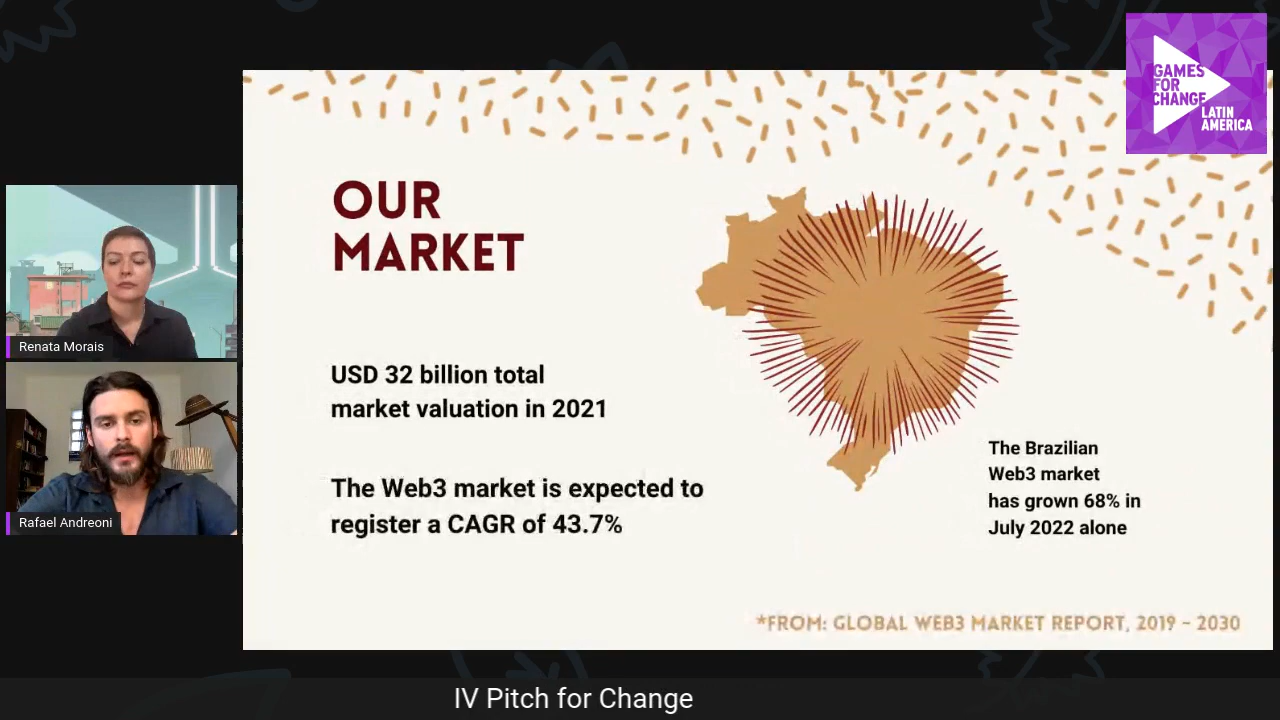 GAMES
FOR
CHANGE
LATIN
AMERICA
OUR
MARKET
USD 32 billion total
market valuation in 2021
The Web3 market is expected to
register a CAGR of 43.7%
The Brazilian
Web3 market
has grown 68% in
July 2022 alone
*FROM: GLOBAL WEB3 MARKET REPORT, 2019 - 2030
Renata Morais
Rafael Andreoni
IV Pitch for Change